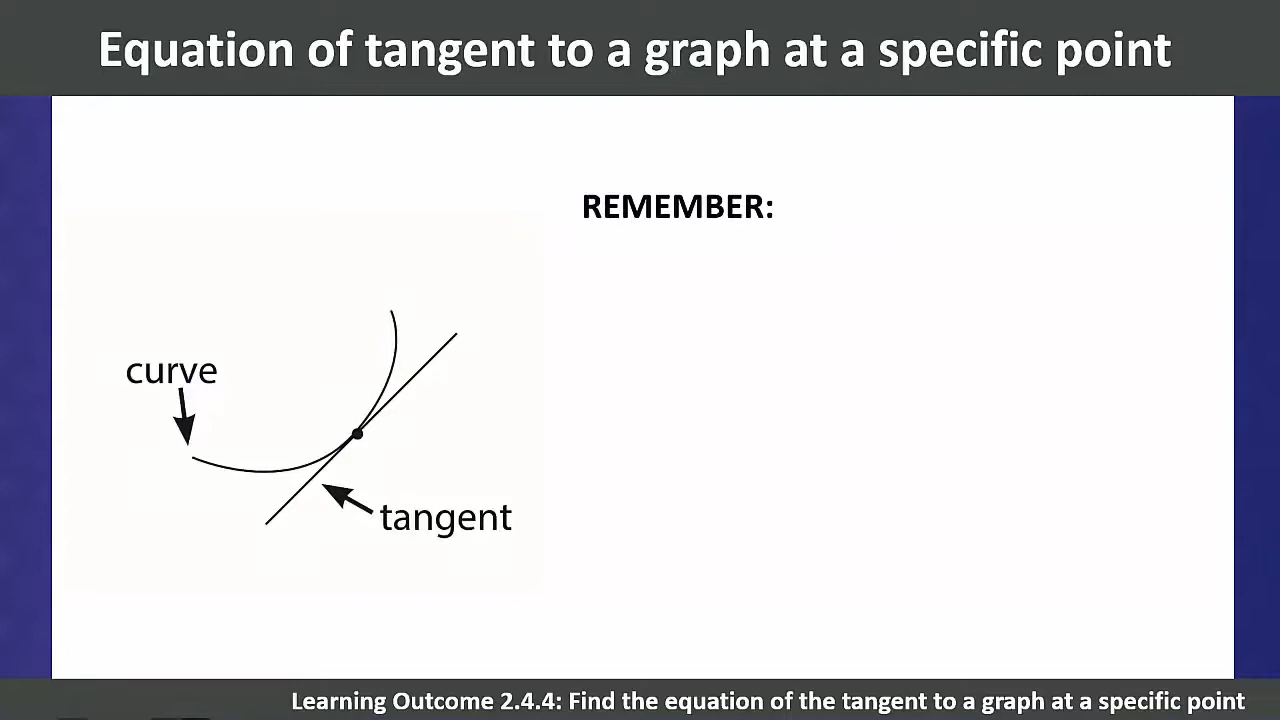 Equation of tangent to a graph at a specific point
REMEMBER:
curve
tangent
Learning Outcome 2.4.4: Find the equation of the tangent to a graph at a specific point